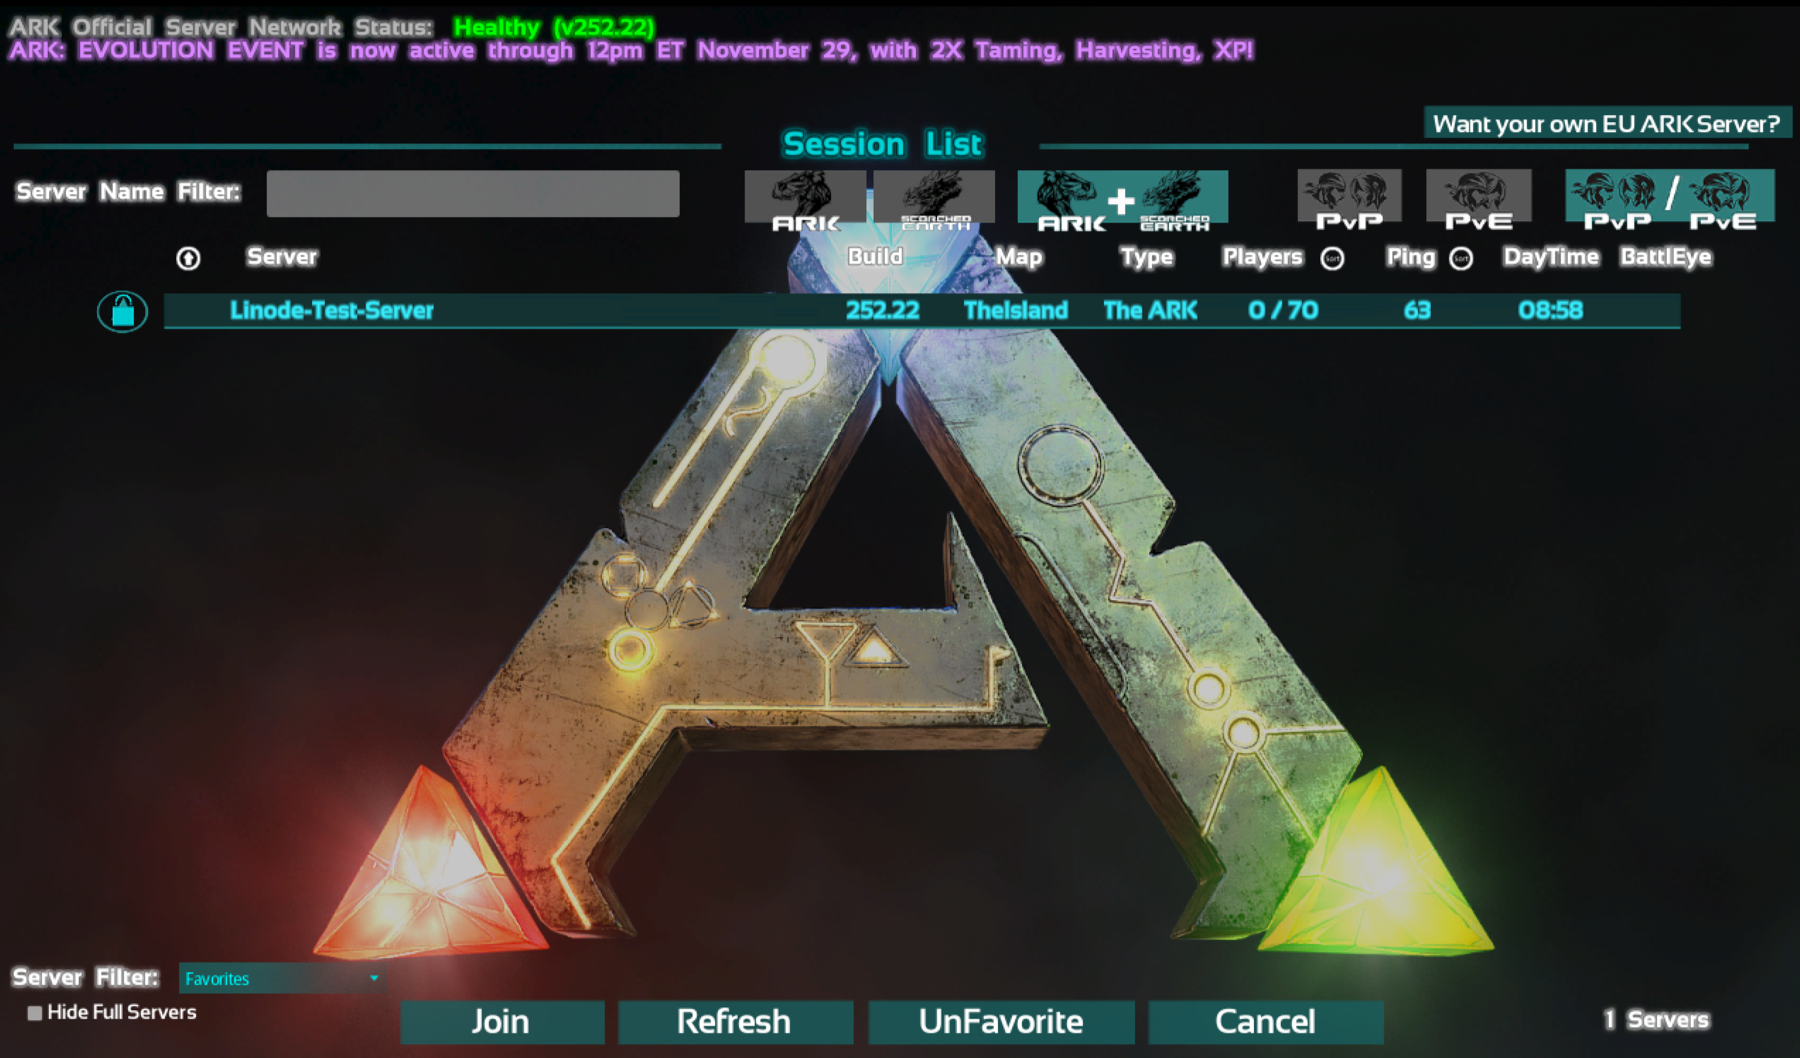 ARK Official Server Network Status: Healthy (v252.22)
ARK: EVOLUTION EVENT is now active through 12pm ET November 29, with 2X Taming, Harvesting, XP!
Want your own EU ARK Server?
Session List
Server Name Filter:
ARK SCORCHED EARTH ARK + SCORCHED EARTH PvP PvE PvP / PvE
Server Build Map Type Players Sort Ping Sort DayTime BattlEye
Linode-Test-Server 252.22 TheIsland The ARK 0 / 70 63 08:58
Server Filter: Favorites
Hide Full Servers
Join Refresh UnFavorite Cancel 1 Servers